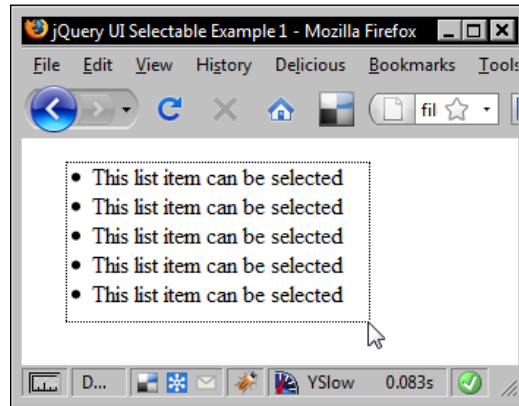 jQuery UI Selectable Example 1 - Mozilla Firefox
File Edit View History Delicious Bookmarks Tools
fil
• This list item can be selected
• This list item can be selected
• This list item can be selected
• This list item can be selected
• This list item can be selected
D... YSlow 0.083s